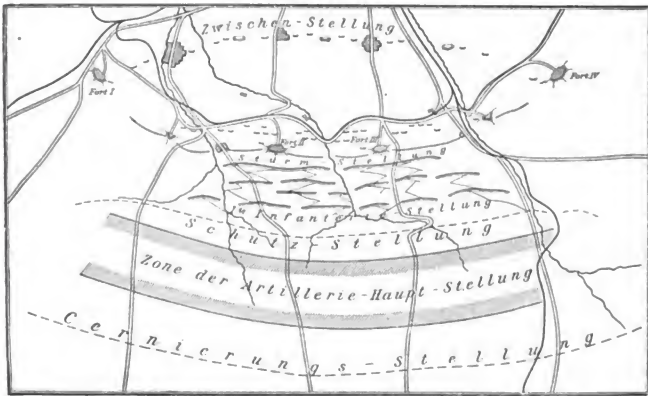 Zwischen-Stellung
Fort I
Fort IV
Fort II
Fort III
Sturm Stellung
Infanterie Stellung
Schutz Stellung
Zone der Artillerie-Haupt-Stellung
Cernirungs-Stellung